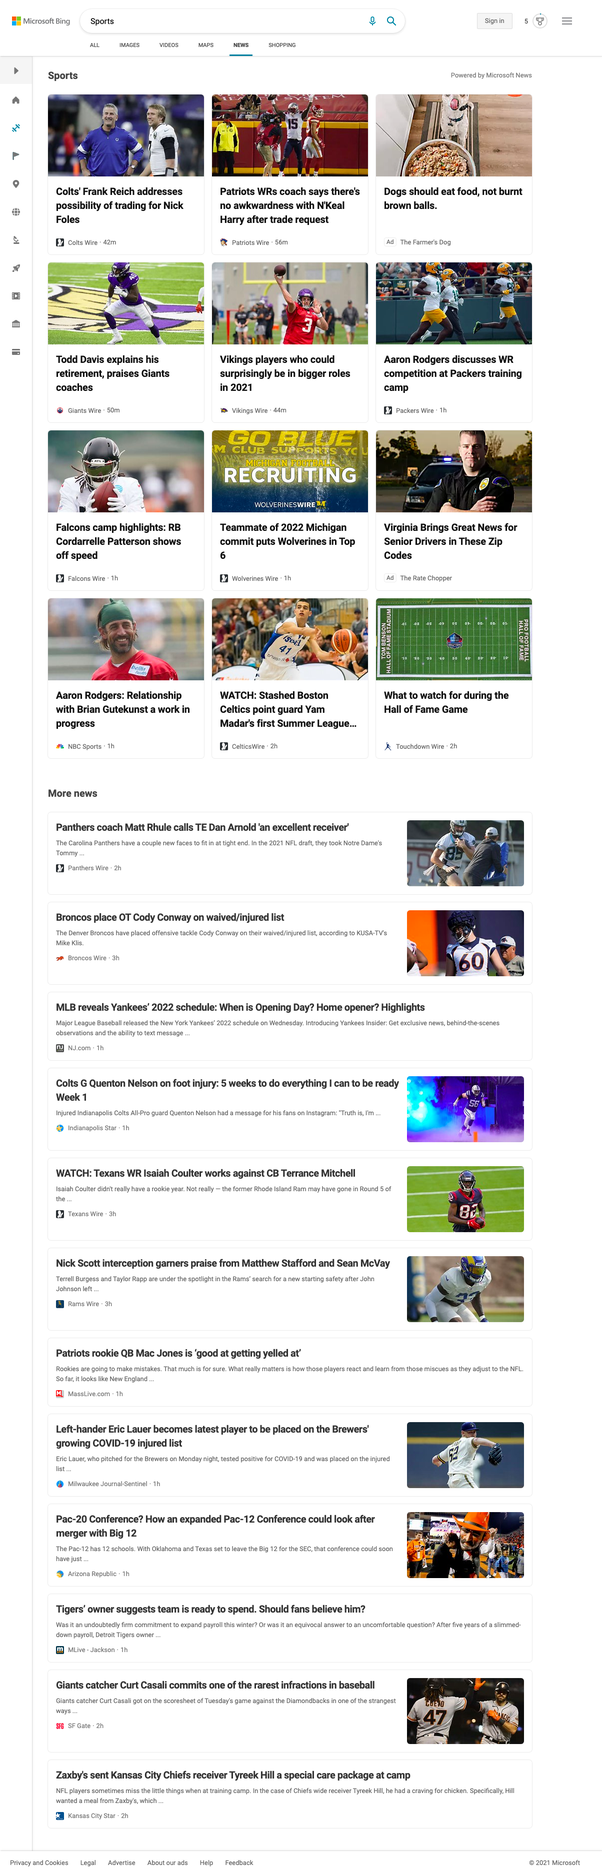 Microsoft Bing
Sports
Sign in
5
ALL IMAGES VIDEOS MAPS NEWS SHOPPING
Sports
Powered by Microsoft News
Colts' Frank Reich addresses
possibility of trading for Nick
Foles
Colts Wire · 42m
Patriots WRs coach says there's
no awkwardness with N'Keal
Harry after trade request
Patriots Wire · 56m
Dogs should eat food, not burnt
brown balls.
Ad The Farmer's Dog
Todd Davis explains his
retirement, praises Giants
coaches
Giants Wire · 50m
Vikings players who could
surprisingly be in bigger roles
in 2021
Vikings Wire · 44m
Aaron Rodgers discusses WR
competition at Packers training
camp
Packers Wire · 1h
Falcons camp highlights: RB
Cordarrelle Patterson shows
off speed
Falcons Wire · 1h
GO BLUE
M CLUB SUPPORTS YO
MICHIGAN FOOTBALL
RECRUITING
WOLVERINESWIRE
Teammate of 2022 Michigan
commit puts Wolverines in Top
6
Wolverines Wire · 1h
Virginia Brings Great News for
Senior Drivers in These Zip
Codes
Ad The Rate Chopper
Aaron Rodgers: Relationship
with Brian Gutekunst a work in
progress
NBC Sports · 1h
41
WATCH: Stashed Boston
Celtics point guard Yam
Madar's first Summer League...
CelticsWire · 2h
TOM BENSON
HALL OF FAME STADIUM
PRO FOOTBALL
HALL OF FAME
What to watch for during the
Hall of Fame Game
Touchdown Wire · 2h
More news
Panthers coach Matt Rhule calls TE Dan Arnold 'an excellent receiver'
The Carolina Panthers have a couple new faces to fit in at tight end. In the 2021 NFL draft, they took Notre Dame's
Tommy ...
Panthers Wire · 2h
85
Broncos place OT Cody Conway on waived/injured list
The Denver Broncos have placed offensive tackle Cody Conway on their waived/injured list, according to KUSA-TV's
Mike Klis.
Broncos Wire · 3h
60
MLB reveals Yankees' 2022 schedule: When is Opening Day? Home opener? Highlights
Major League Baseball released the New York Yankees' 2022 schedule on Wednesday. Introducing Yankees Insider: Get exclusive news, behind-the-scenes
observations and the ability to text message ...
NJ.com · 1h
Colts G Quenton Nelson on foot injury: 5 weeks to do everything I can to be ready
Week 1
Injured Indianapolis Colts All-Pro guard Quenton Nelson had a message for his fans on Instagram: "Truth is, I'm ...
Indianapolis Star · 1h
56
WATCH: Texans WR Isaiah Coulter works against CB Terrance Mitchell
Isaiah Coulter didn't really have a rookie year. Not really — the former Rhode Island Ram may have gone in Round 5 of
the ...
Texans Wire · 3h
82
Nick Scott interception garners praise from Matthew Stafford and Sean McVay
Terrell Burgess and Taylor Rapp are under the spotlight in the Rams' search for a new starting safety after John
Johnson left ...
Rams Wire · 3h
Patriots rookie QB Mac Jones is 'good at getting yelled at'
Rookies are going to make mistakes. That much is for sure. What really matters is how those players react and learn from those miscues as they adjust to the NFL.
So far, it looks like New England ...
MassLive.com · 1h
Left-hander Eric Lauer becomes latest player to be placed on the Brewers'
growing COVID-19 injured list
Eric Lauer, who pitched for the Brewers on Monday night, tested positive for COVID-19 and was placed on the injured
list ...
Milwaukee Journal-Sentinel · 1h
52
Pac-20 Conference? How an expanded Pac-12 Conference could look after
merger with Big 12
The Pac-12 has 12 schools. With Oklahoma and Texas set to leave the Big 12 for the SEC, that conference could soon
have just ...
Arizona Republic · 1h
Tigers' owner suggests team is ready to spend. Should fans believe him?
Was it an undoubtedly firm commitment to expand payroll this winter? Or was it an equivocal answer to an uncomfortable question? After five years of a slimmed-
down payroll, Detroit Tigers owner ...
MLive - Jackson · 1h
Giants catcher Curt Casali commits one of the rarest infractions in baseball
Giants catcher Curt Casali got on the scoresheet of Tuesday's game against the Diamondbacks in one of the strangest
ways ...
SF Gate · 2h
CUETO
47
Zaxby's sent Kansas City Chiefs receiver Tyreek Hill a special care package at camp
NFL players sometimes miss the little things when at training camp. In the case of Chiefs wide receiver Tyreek Hill, he had a craving for chicken. Specifically, Hill
wanted a meal from Zaxby's, which ...
Kansas City Star · 2h
Privacy and Cookies Legal Advertise About our ads Help Feedback
© 2021 Microsoft